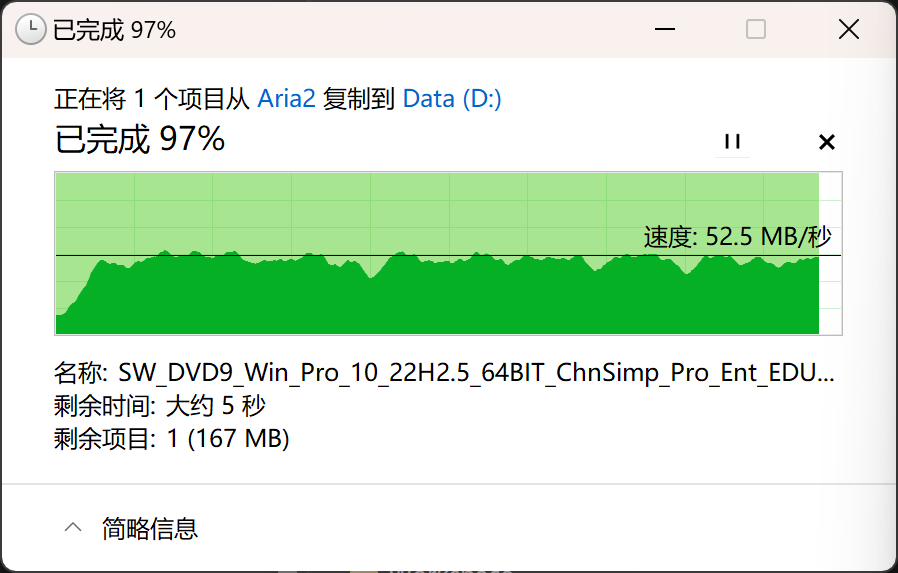 已完成 97%
正在将 1 个项目从 Aria2 复制到 Data (D:)
已完成 97%
速度: 52.5 MB/秒
名称: SW_DVD9_Win_Pro_10_22H2.5_64BIT_ChnSimp_Pro_Ent_EDU...
剩余时间: 大约 5 秒
剩余项目: 1 (167 MB)
简略信息